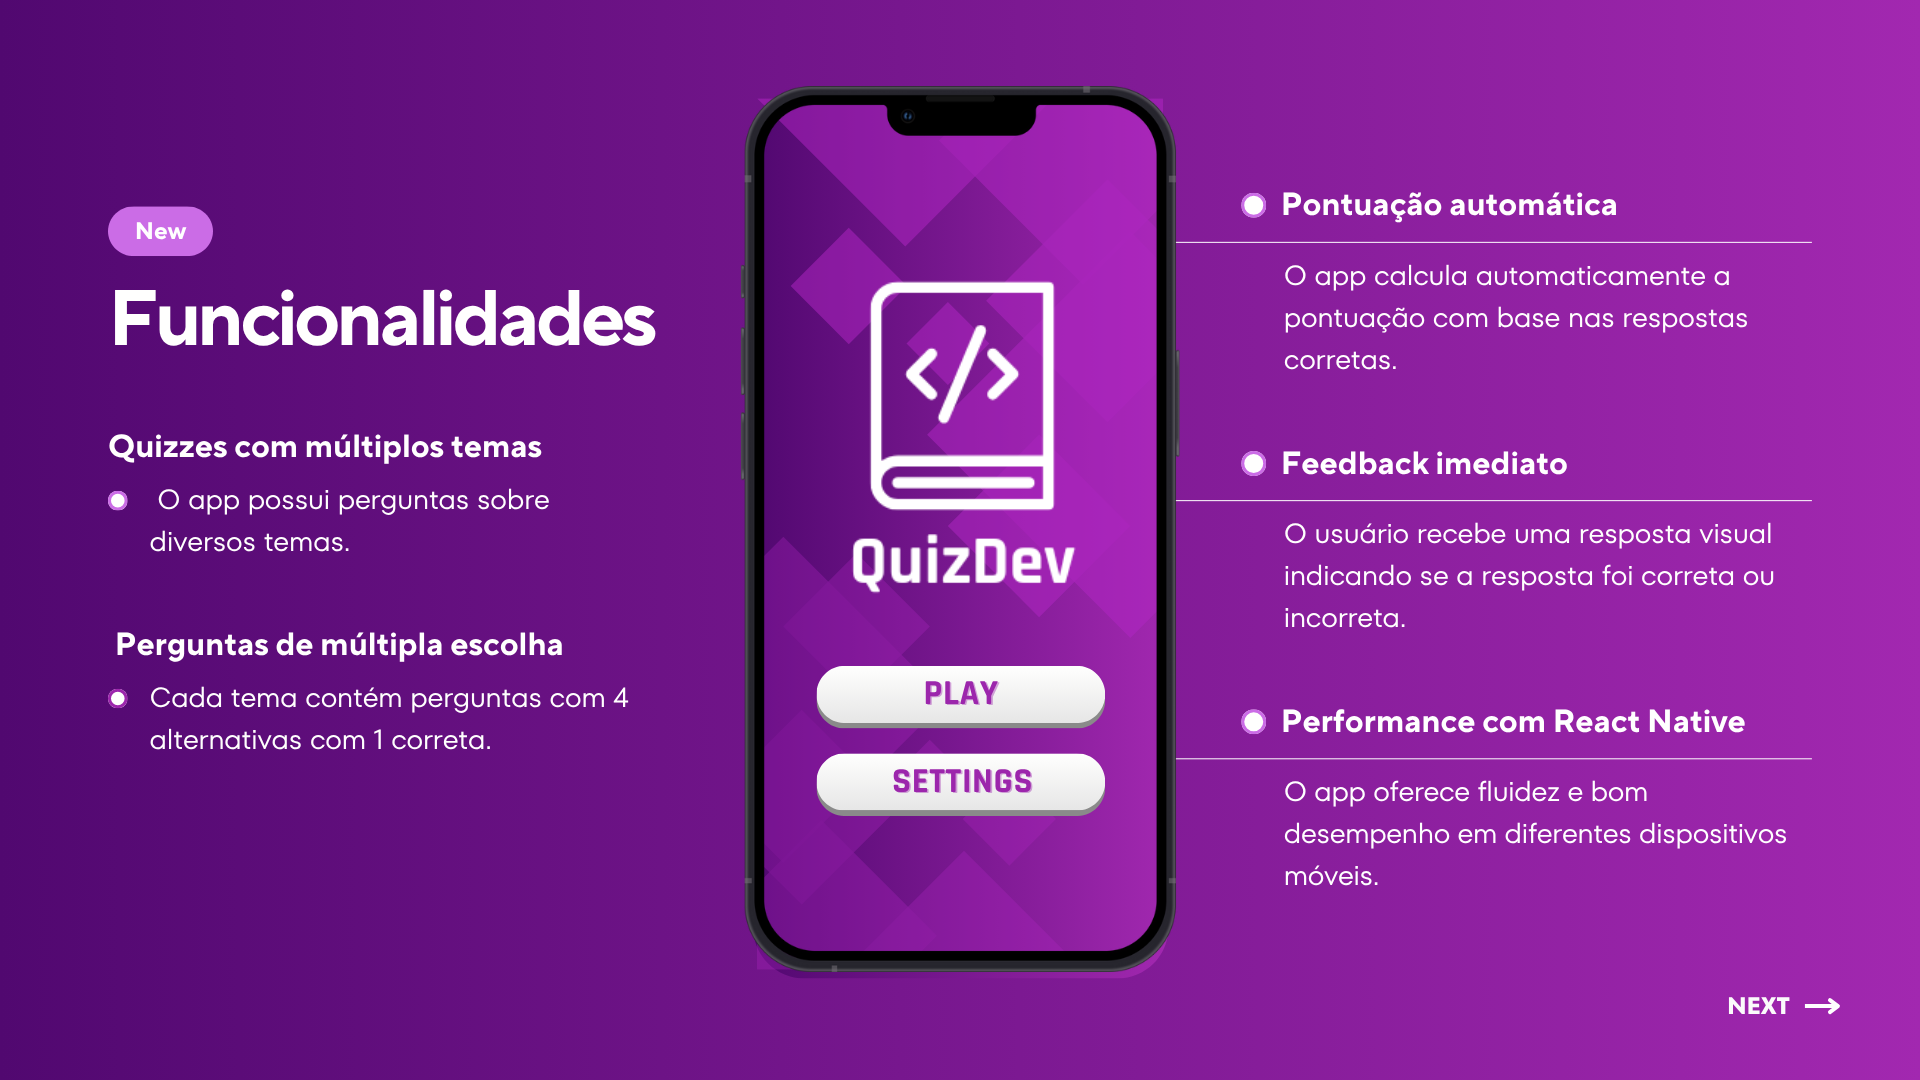 New
Funcionalidades
Quizzes com múltiplos temas
O app possui perguntas sobre
diversos temas.
Perguntas de múltipla escolha
Cada tema contém perguntas com 4
alternativas com 1 correta.
</>
QuizDev
PLAY
SETTINGS
Pontuação automática
O app calcula automaticamente a
pontuação com base nas respostas
corretas.
Feedback imediato
O usuário recebe uma resposta visual
indicando se a resposta foi correta ou
incorreta.
Performance com React Native
O app oferece fluidez e bom
desempenho em diferentes dispositivos
móveis.
NEXT